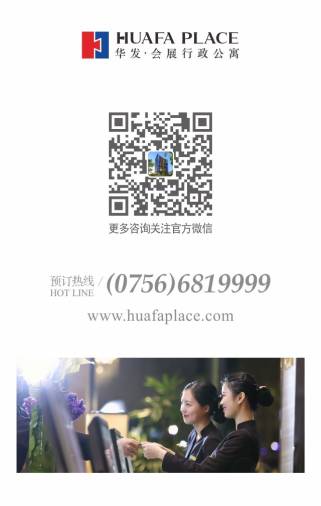 HUAFA PLACE
华发·会展行政公寓
更多咨询关注官方微信
预订热线 / (0756)6819999
HOT LINE
www.huafaplace.com